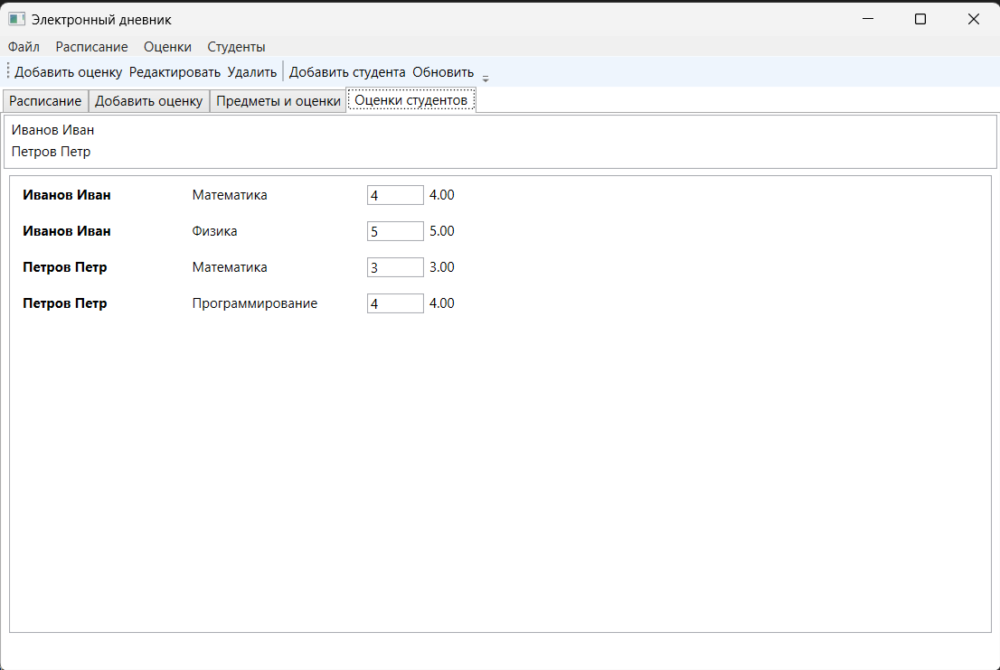 Электронный дневник
Файл Расписание Оценки Студенты
Добавить оценку Редактировать Удалить Добавить студента Обновить
Расписание Добавить оценку Предметы и оценки Оценки студентов
Иванов Иван
Петров Петр
Иванов Иван Математика 4 4.00
Иванов Иван Физика 5 5.00
Петров Петр Математика 3 3.00
Петров Петр Программирование 4 4.00